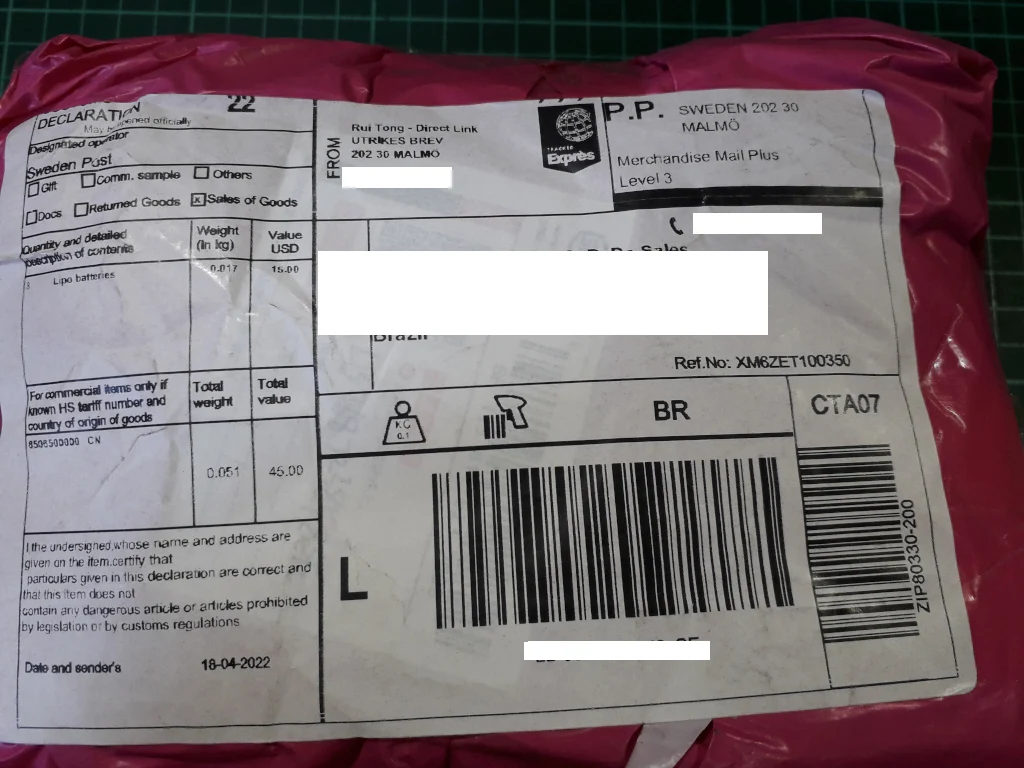 22
DECLARATION
May be opened officially
Designated operator
Sweden Post
Gift
Comm. sample
Others
Docs
Returned Goods
x Sales of Goods
Quantity and detailed
description of contents
Weight
(in kg)
Value
USD
3 Lipo batteries
0.017
15.00
For commercial items only if
known HS tariff number and
country of origin of goods
Total
weight
Total
value
CN
0.051
45.00
I the undersigned,whose name and address are
given on the item,certify that
particulars given in this declaration are correct and
that this item does not
contain any dangerous article or articles prohibited
by legislation or by customs regulations
Date and sender's
18-04-2022
FROM
Rui Tong - Direct Link
UTRIKES BREV
202 30 MALMÖ
TRACKED
Exprès
P.P. SWEDEN 202 30
MALMÖ
Merchandise Mail Plus
Level 3
Sales
Brazil
Ref.No: XM6ZET100350
KG
0.1
BR
CTA07
L
ZIP80330-200